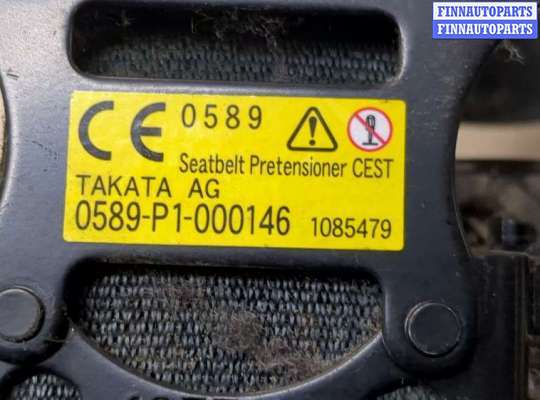 FINNAUTOPARTS
FINNAUTOPARTS
CE 0589
Seatbelt Pretensioner CEST
TAKATA AG
0589-P1-000146 1085479